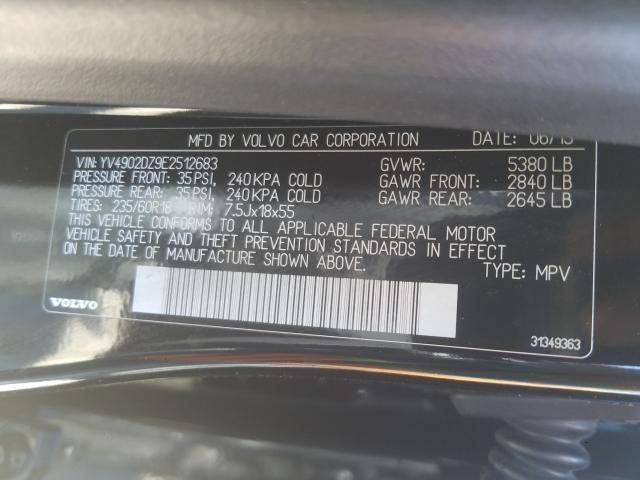 MFD BY VOLVO CAR CORPORATION DATE: 06/13
VIN: YV4902DZ9E2512683 GVWR: 5380 LB
PRESSURE FRONT: 35PSI, 240KPA COLD GAWR FRONT: 2840 LB
PRESSURE REAR: 35PSI, 240KPA COLD GAWR REAR: 2645 LB
TIRES: 235/60R18 RIM: 7.5Jx18x55
THIS VEHICLE CONFORMS TO ALL APPLICABLE FEDERAL MOTOR
VEHICLE SAFETY AND THEFT PREVENTION STANDARDS IN EFFECT
ON THE DATE OF MANUFACTURE SHOWN ABOVE. TYPE: MPV
VOLVO 31349363